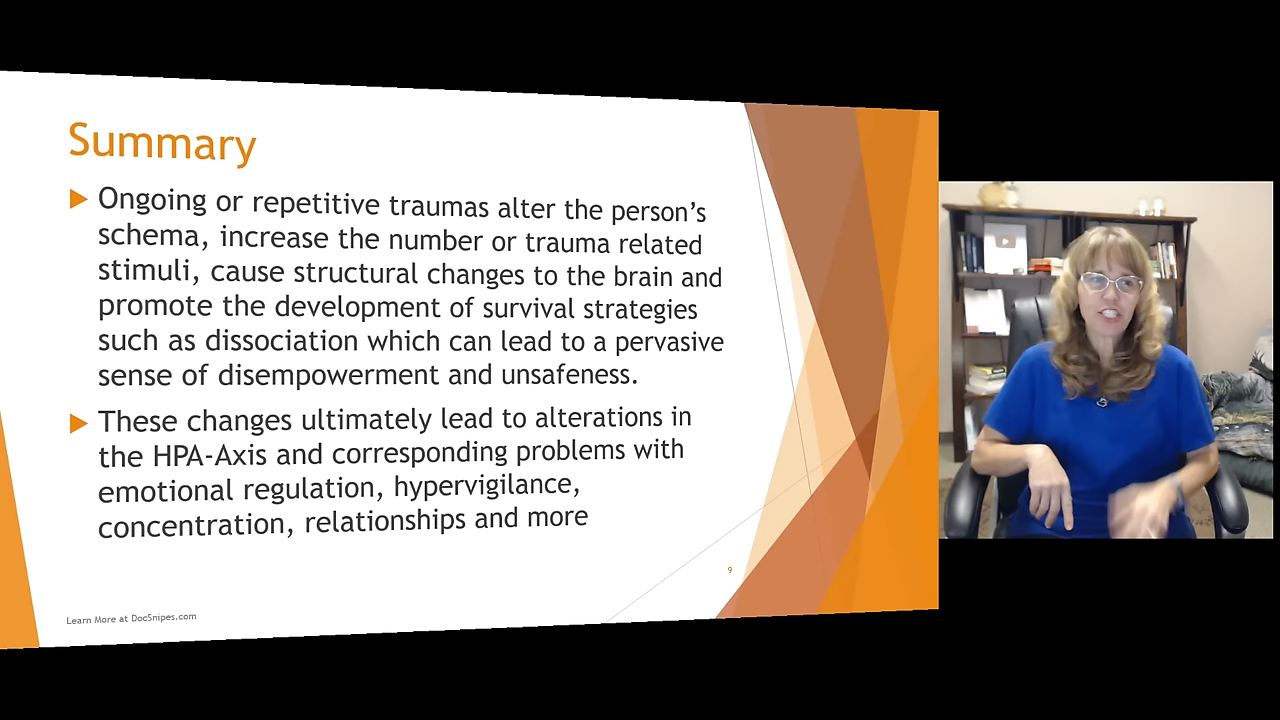 Summary
Ongoing or repetitive traumas alter the person's
schema, increase the number or trauma related
stimuli, cause structural changes to the brain and
promote the development of survival strategies
such as dissociation which can lead to a pervasive
sense of disempowerment and unsafeness.
These changes ultimately lead to alterations in
the HPA-Axis and corresponding problems with
emotional regulation, hypervigilance,
concentration, relationships and more
9
Learn More at DocSnipes.com